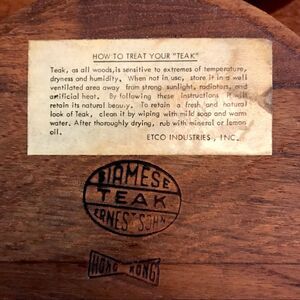 HOW TO TREAT YOUR "TEAK"
Teak, as all woods,is sensitive to extremes of temperature,
dryness and humidity. When not in use, store it in a well
ventilated area away from strong sunlight, radiators, and
artificial heat. By following these instructions it will
retain its natural beauty. To retain a fresh and natural
look of Teak, clean it by wiping with mild soap and warm
water. After thoroughly drying, rub with mineral or lemon
oil.
ETCO INDUSTRIES, INC.
SIAMESE
TEAK
ERNEST SOHN
HONG KONG